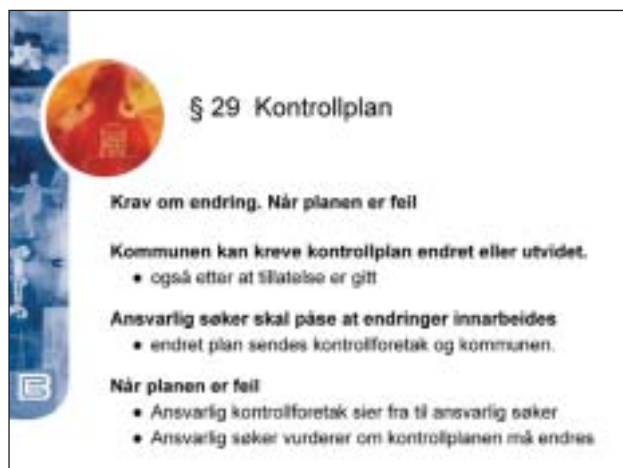 § 29 Kontrollplan
Krav om endring. Når planen er feil
Kommunen kan kreve kontrollplan endret eller utvidet.
• også etter at tillatelse er gitt
Ansvarlig søker skal påse at endringer innarbeides
• endret plan sendes kontrollforetak og kommunen.
Når planen er feil
• Ansvarlig kontrollforetak sier fra til ansvarlig søker
• Ansvarlig søker vurderer om kontrollplanen må endres